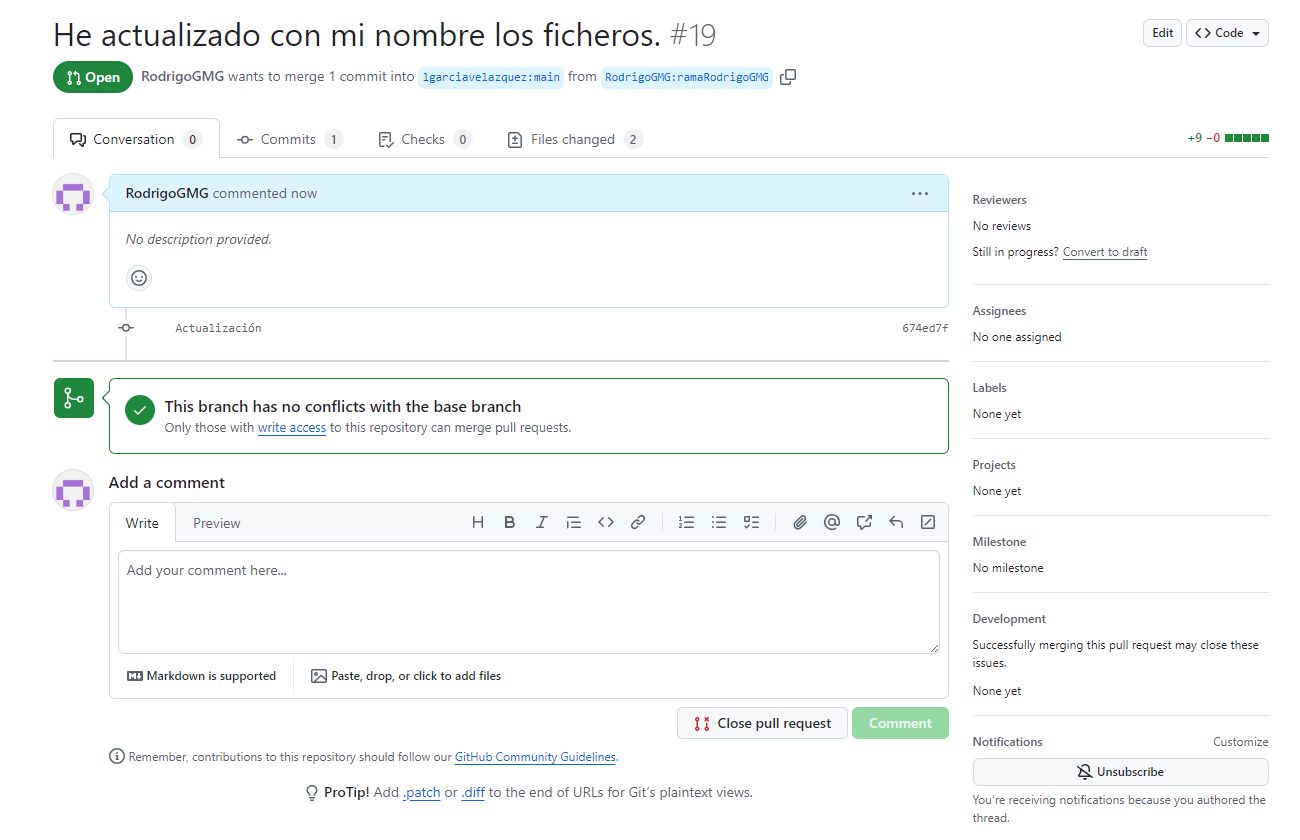 He actualizado con mi nombre los ficheros. #19
Edit
Code
Open
RodrigoGMG wants to merge 1 commit into lgarciavelazquez:main from RodrigoGMG:ramaRodrigoGMG
Conversation 0
Commits 1
Checks 0
Files changed 2
+9 −0
RodrigoGMG commented now
No description provided.
Actualización
674ed7f
This branch has no conflicts with the base branch
Only those with write access to this repository can merge pull requests.
Add a comment
Write
Preview
Add your comment here...
Markdown is supported
Paste, drop, or click to add files
Close pull request
Comment
Remember, contributions to this repository should follow our GitHub Community Guidelines.
ProTip! Add .patch or .diff to the end of URLs for Git's plaintext views.
Reviewers
No reviews
Still in progress? Convert to draft
Assignees
No one assigned
Labels
None yet
Projects
None yet
Milestone
No milestone
Development
Successfully merging this pull request may close these
issues.
None yet
Notifications
Customize
Unsubscribe
You're receiving notifications because you authored the
thread.